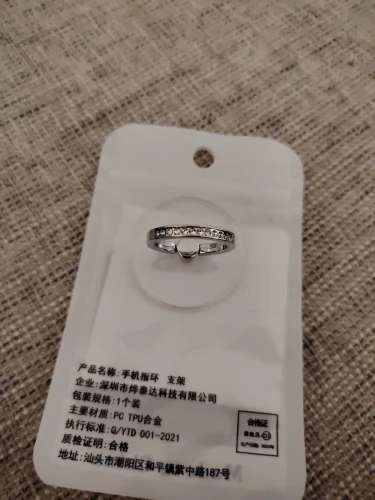 产品名称：手机指环 支架
企业：深圳市烨泰达科技有限公司
包装规格：1个装
主要材质：PC TPU合金
执行标准：Q/YTD 001-2021
质检证明：合格
地址：汕头市潮阳区和平镇紫中路187号
合格证